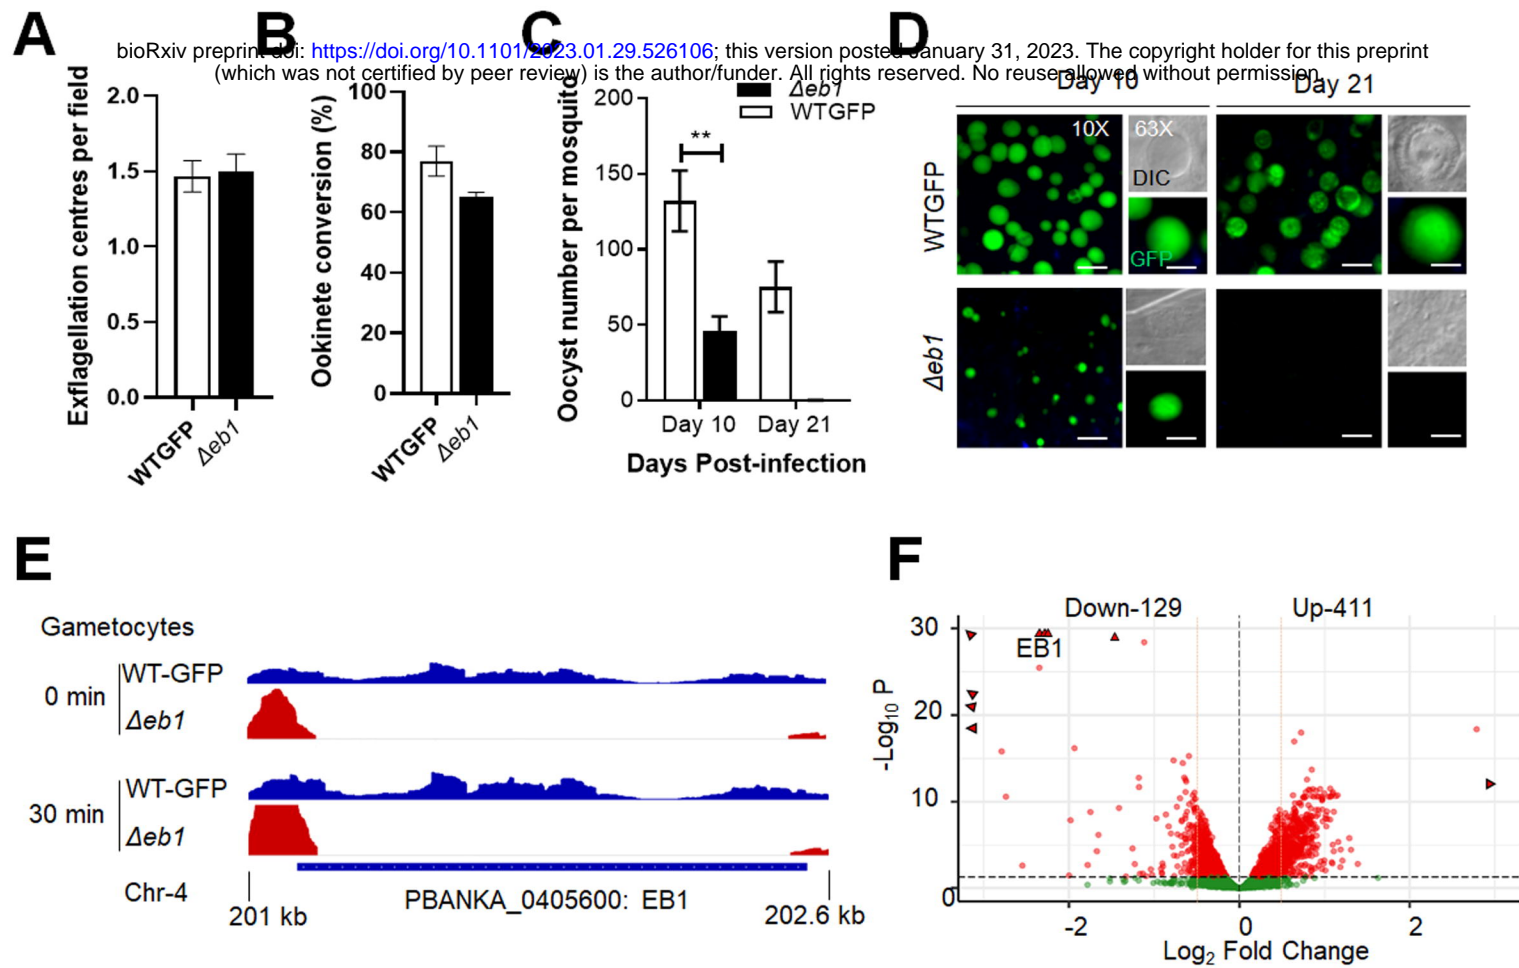 A
B
C
D
bioRxiv preprint doi: https://doi.org/10.1101/2023.01.29.526106; this version posted January 31, 2023. The copyright holder for this preprint
(which was not certified by peer review) is the author/funder. All rights reserved. No reuse allowed without permission.
Exflagellation centres per field
2.0
1.5
1.0
0.5
0.0
WTGFP
Δeb1
Ookinete conversion (%)
100
80
60
40
20
0
WTGFP
Δeb1
Oocyst number per mosquito
200
150
100
50
0
Δeb1
WTGFP
**
Day 10
Day 21
Days Post-infection
Day 10
Day 21
WTGFP
10X
63X
DIC
GFP
Δeb1
E
Gametocytes
0 min
WT-GFP
Δeb1
30 min
WT-GFP
Δeb1
Chr-4
201 kb
PBANKA_0405600: EB1
202.6 kb
F
Down-129
Up-411
EB1
-Log10 P
30
20
10
0
-2
0
2
Log2 Fold Change